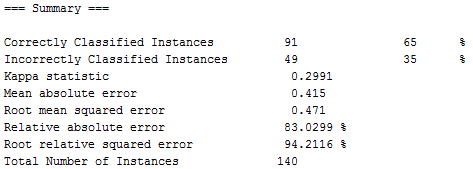 === Summary ===
Correctly Classified Instances 91 65 %
Incorrectly Classified Instances 49 35 %
Kappa statistic 0.2991
Mean absolute error 0.415
Root mean squared error 0.471
Relative absolute error 83.0299 %
Root relative squared error 94.2116 %
Total Number of Instances 140